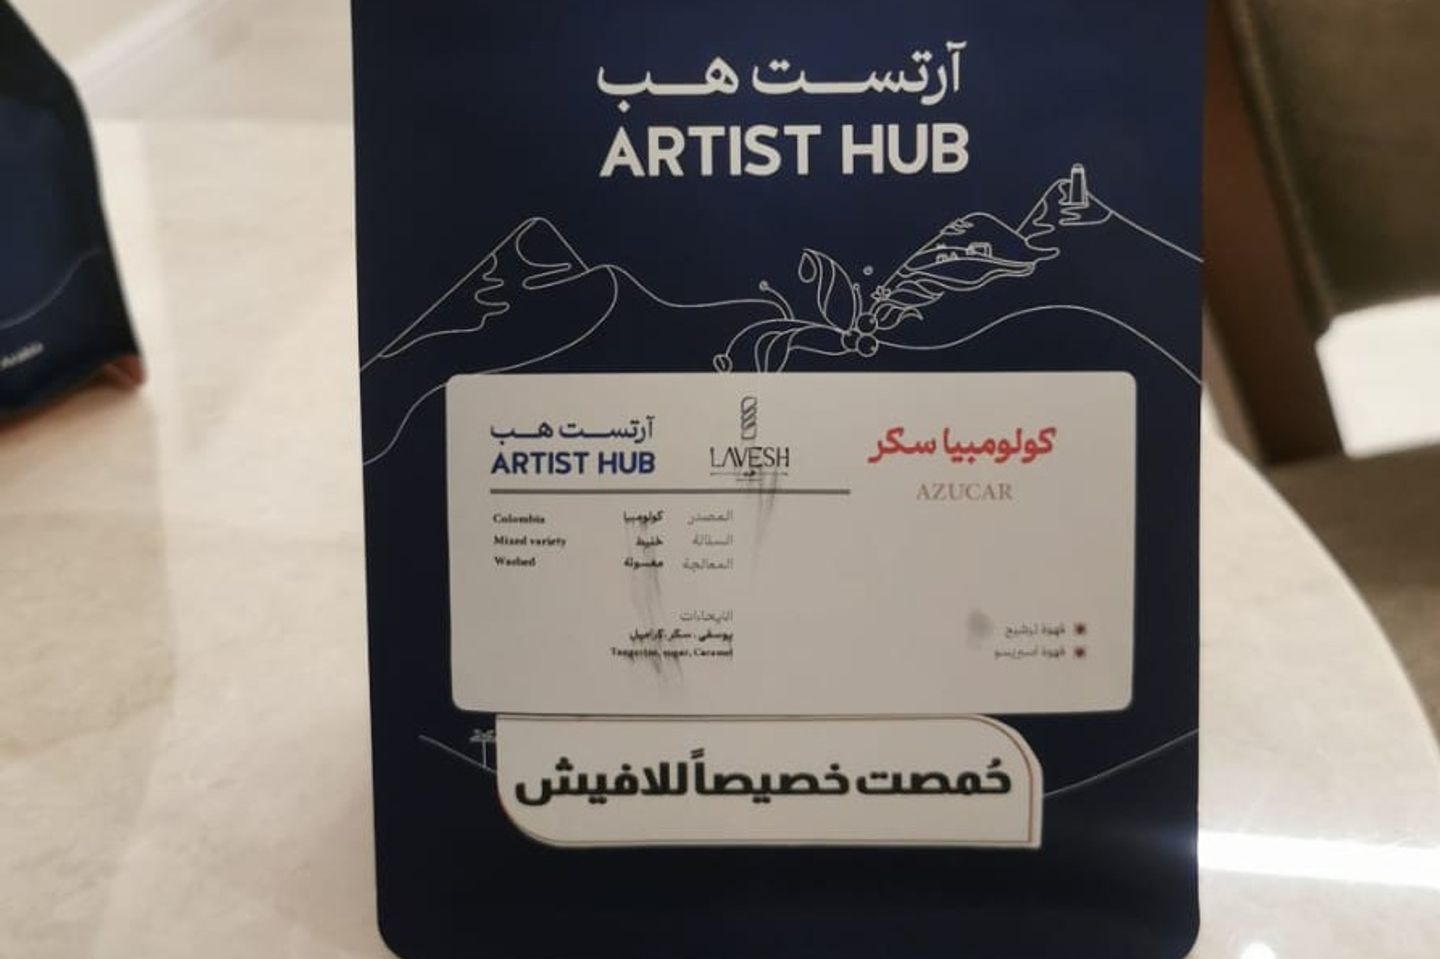 آرتست هب
ARTIST HUB
آرتست هب
ARTIST HUB
LAVESH
كولومبيا سكر
AZUCAR
Colombia كولومبيا المصدر
Mixed variety خليط السلالة
Washed مغسولة المعالجة
الإيحاءات
يوسفي ، سكر ، كراميل
Tangerine, sugar, Caramel
قهوة ترشيح
قهوة اسبريسو
حُمصت خصيصاً للافيش